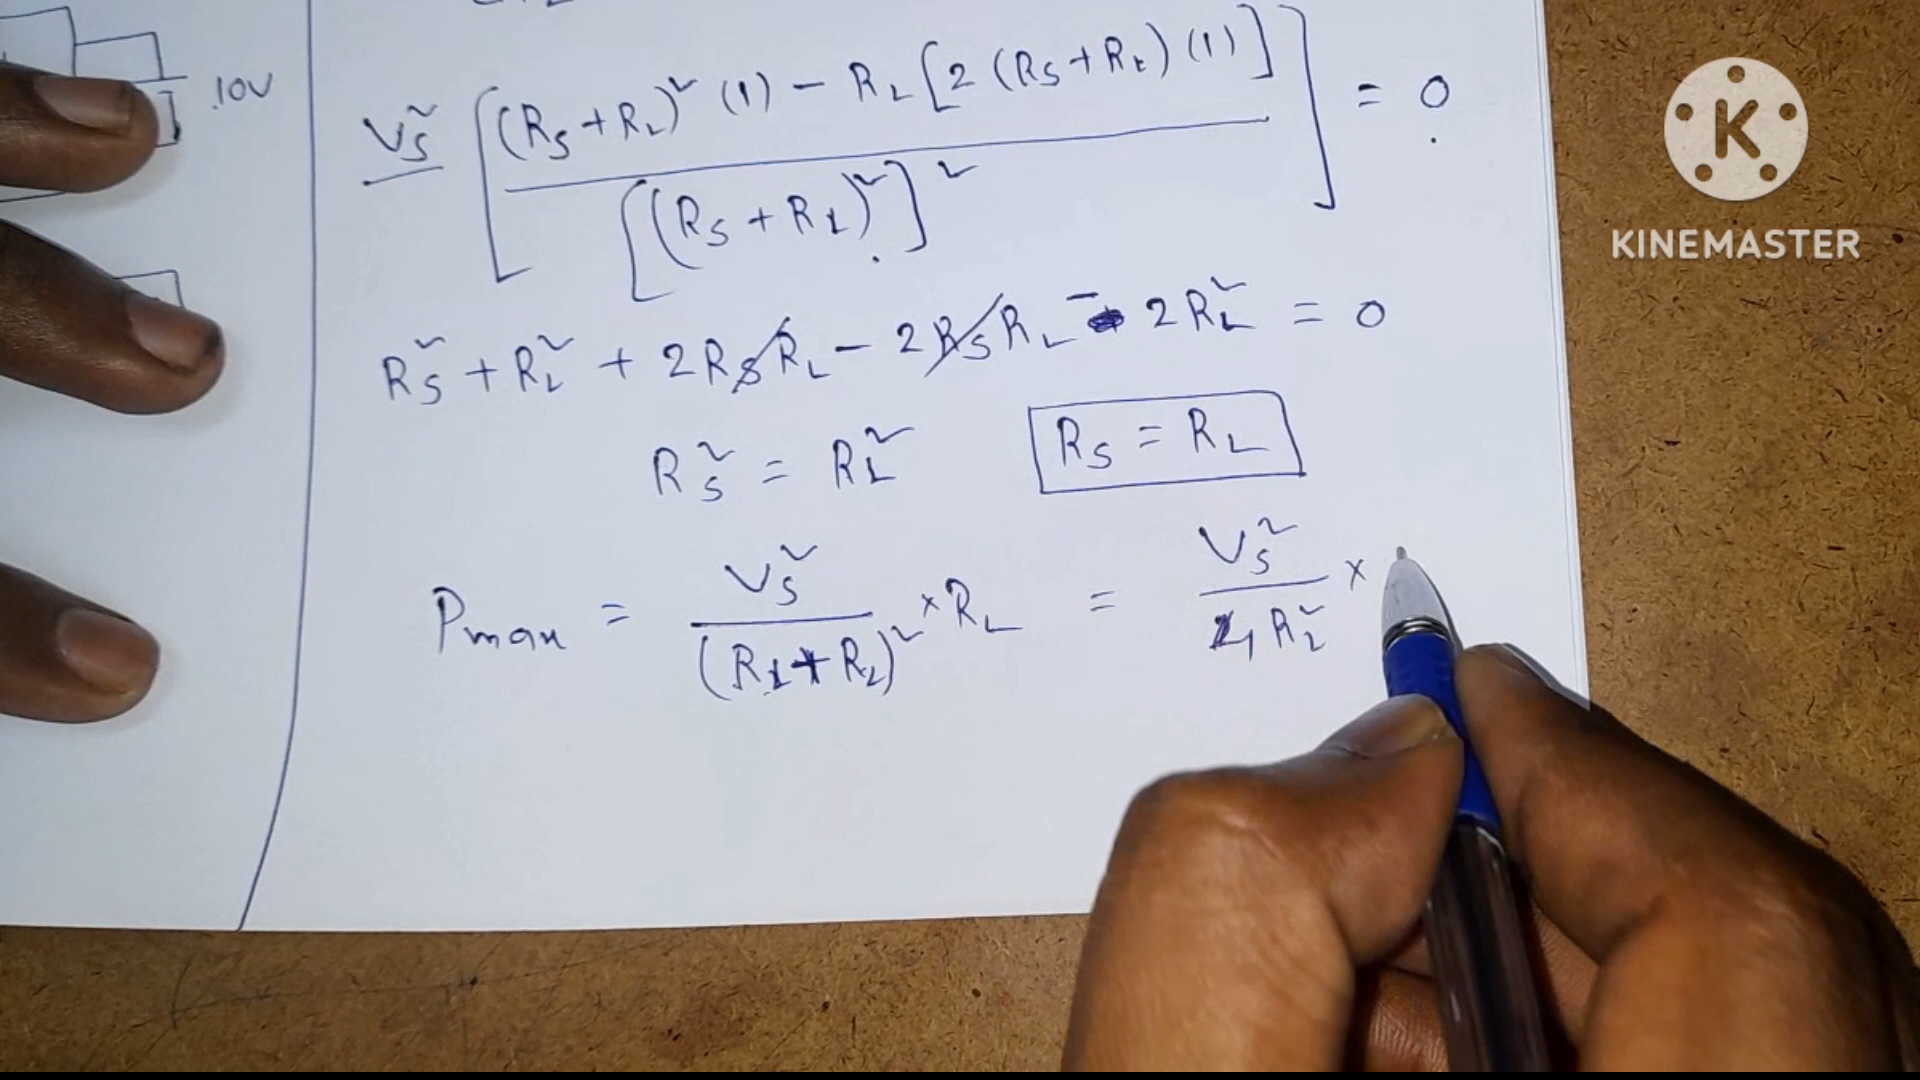 10V
Vs² [ (Rs + RL)² (1) − RL [2 (Rs + RL) (1)] / [(Rs + RL)²]² ] = 0
Rs² + RL² + 2RsRL − 2RsRL − 2RL² = 0
Rs² = RL² Rs = RL
Pmax = Vs² / (RL + RL)² × RL = Vs² / 4RL² ×
K
KINEMASTER